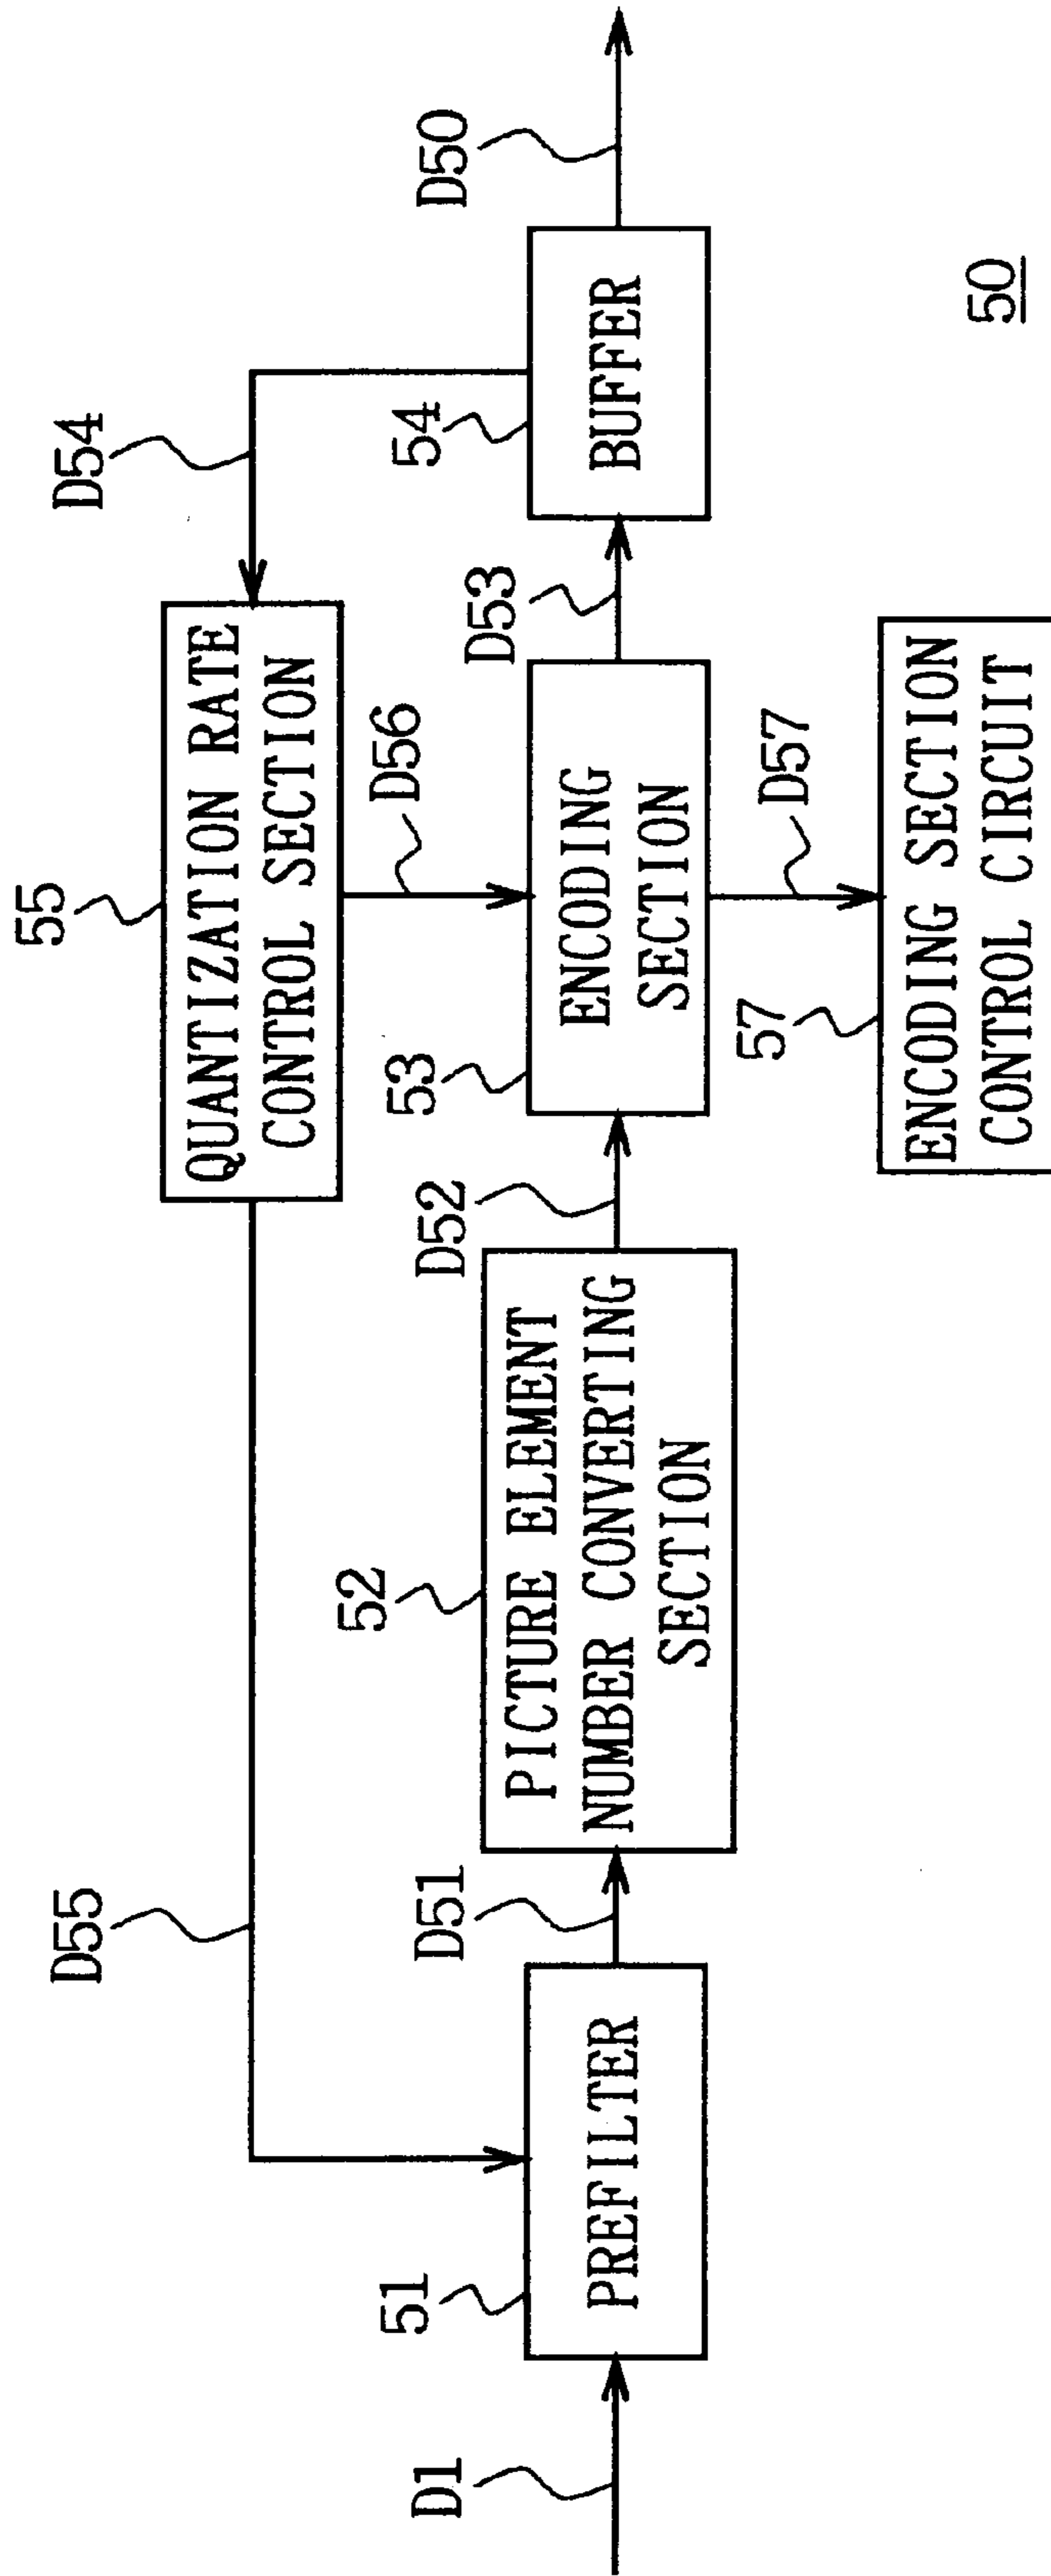 D55
D54
55
QUANTIZATION RATE
CONTROL SECTION
D56
D1
51
PREFILTER
D51
52
PICTURE ELEMENT
NUMBER CONVERTING
SECTION
D52
53
ENCODING
SECTION
D53
54
BUFFER
D50
D57
57
ENCODING SECTION
CONTROL CIRCUIT
50